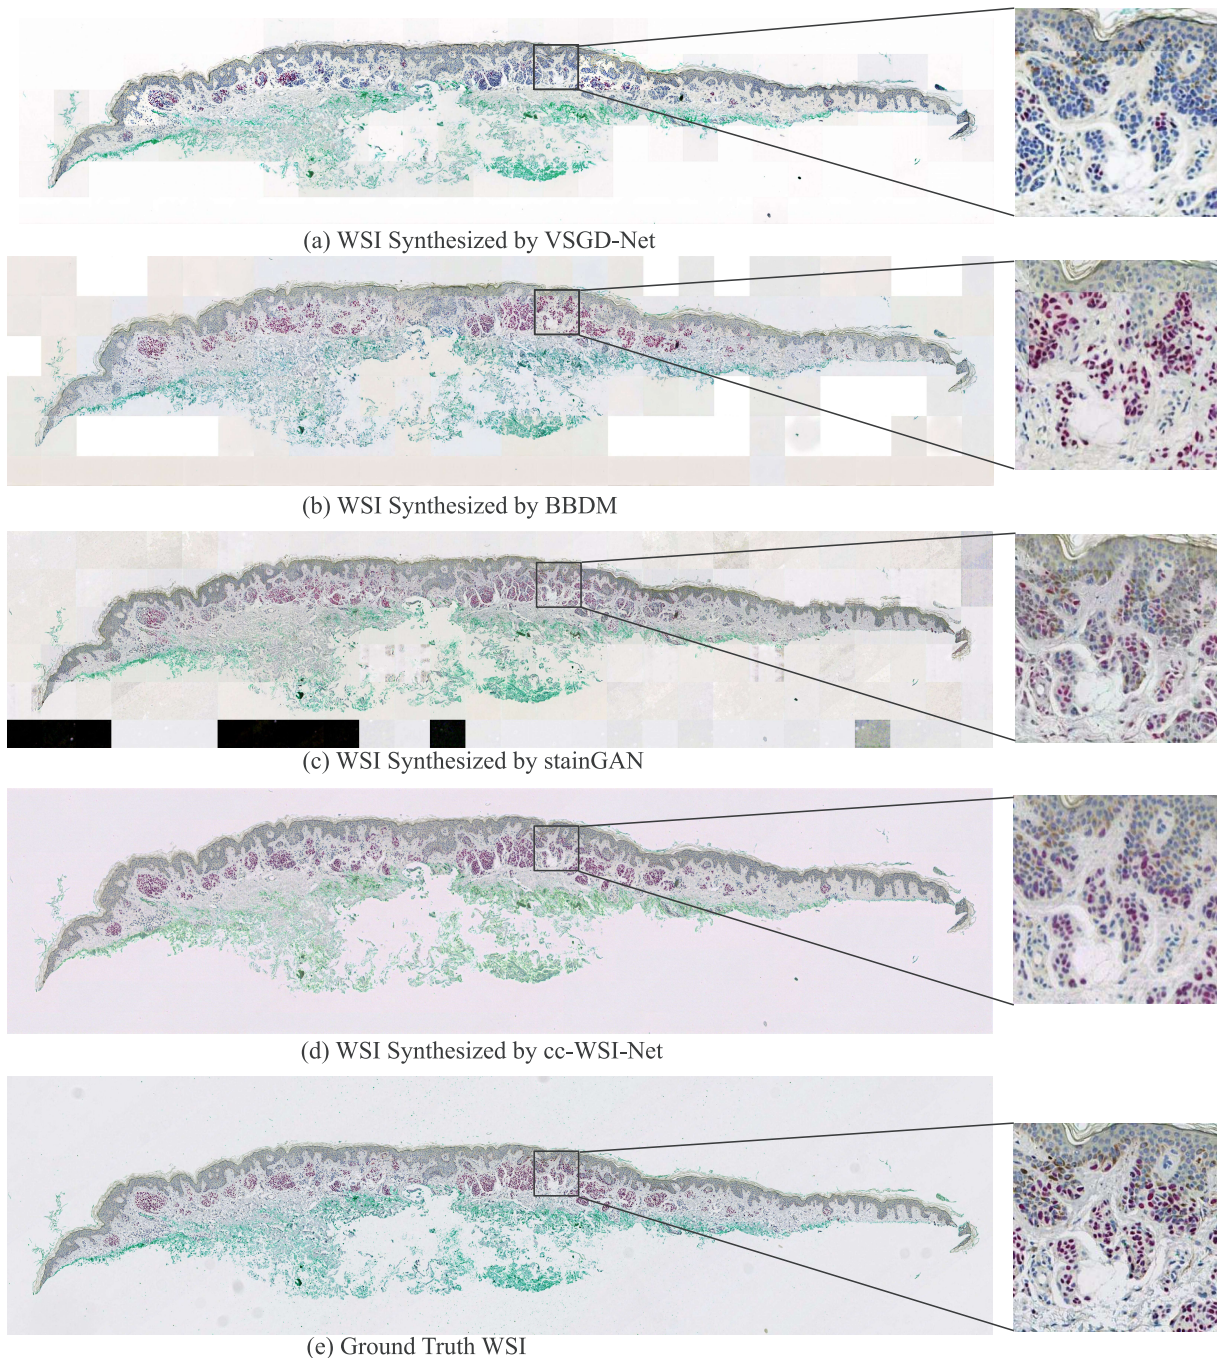 (a) WSI Synthesized by VSGD-Net
(b) WSI Synthesized by BBDM
(c) WSI Synthesized by stainGAN
(d) WSI Synthesized by cc-WSI-Net
(e) Ground Truth WSI